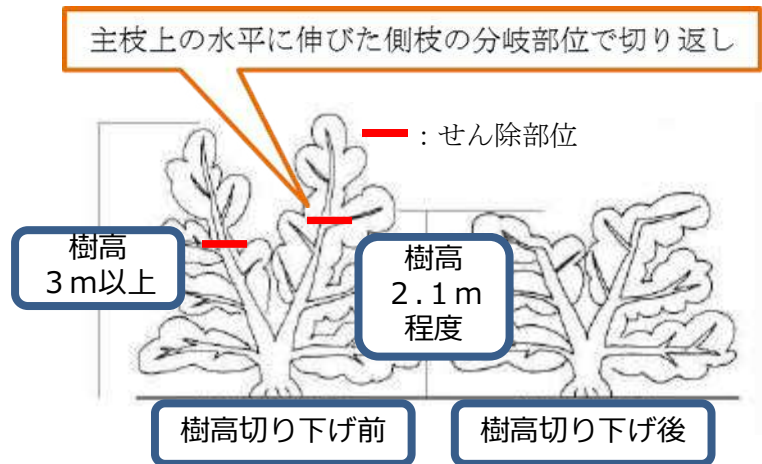 主枝上の水平に伸びた側枝の分岐部位で切り返し
：せん除部位
樹高
３ｍ以上
樹高
２.１ｍ
程度
樹高切り下げ前
樹高切り下げ後